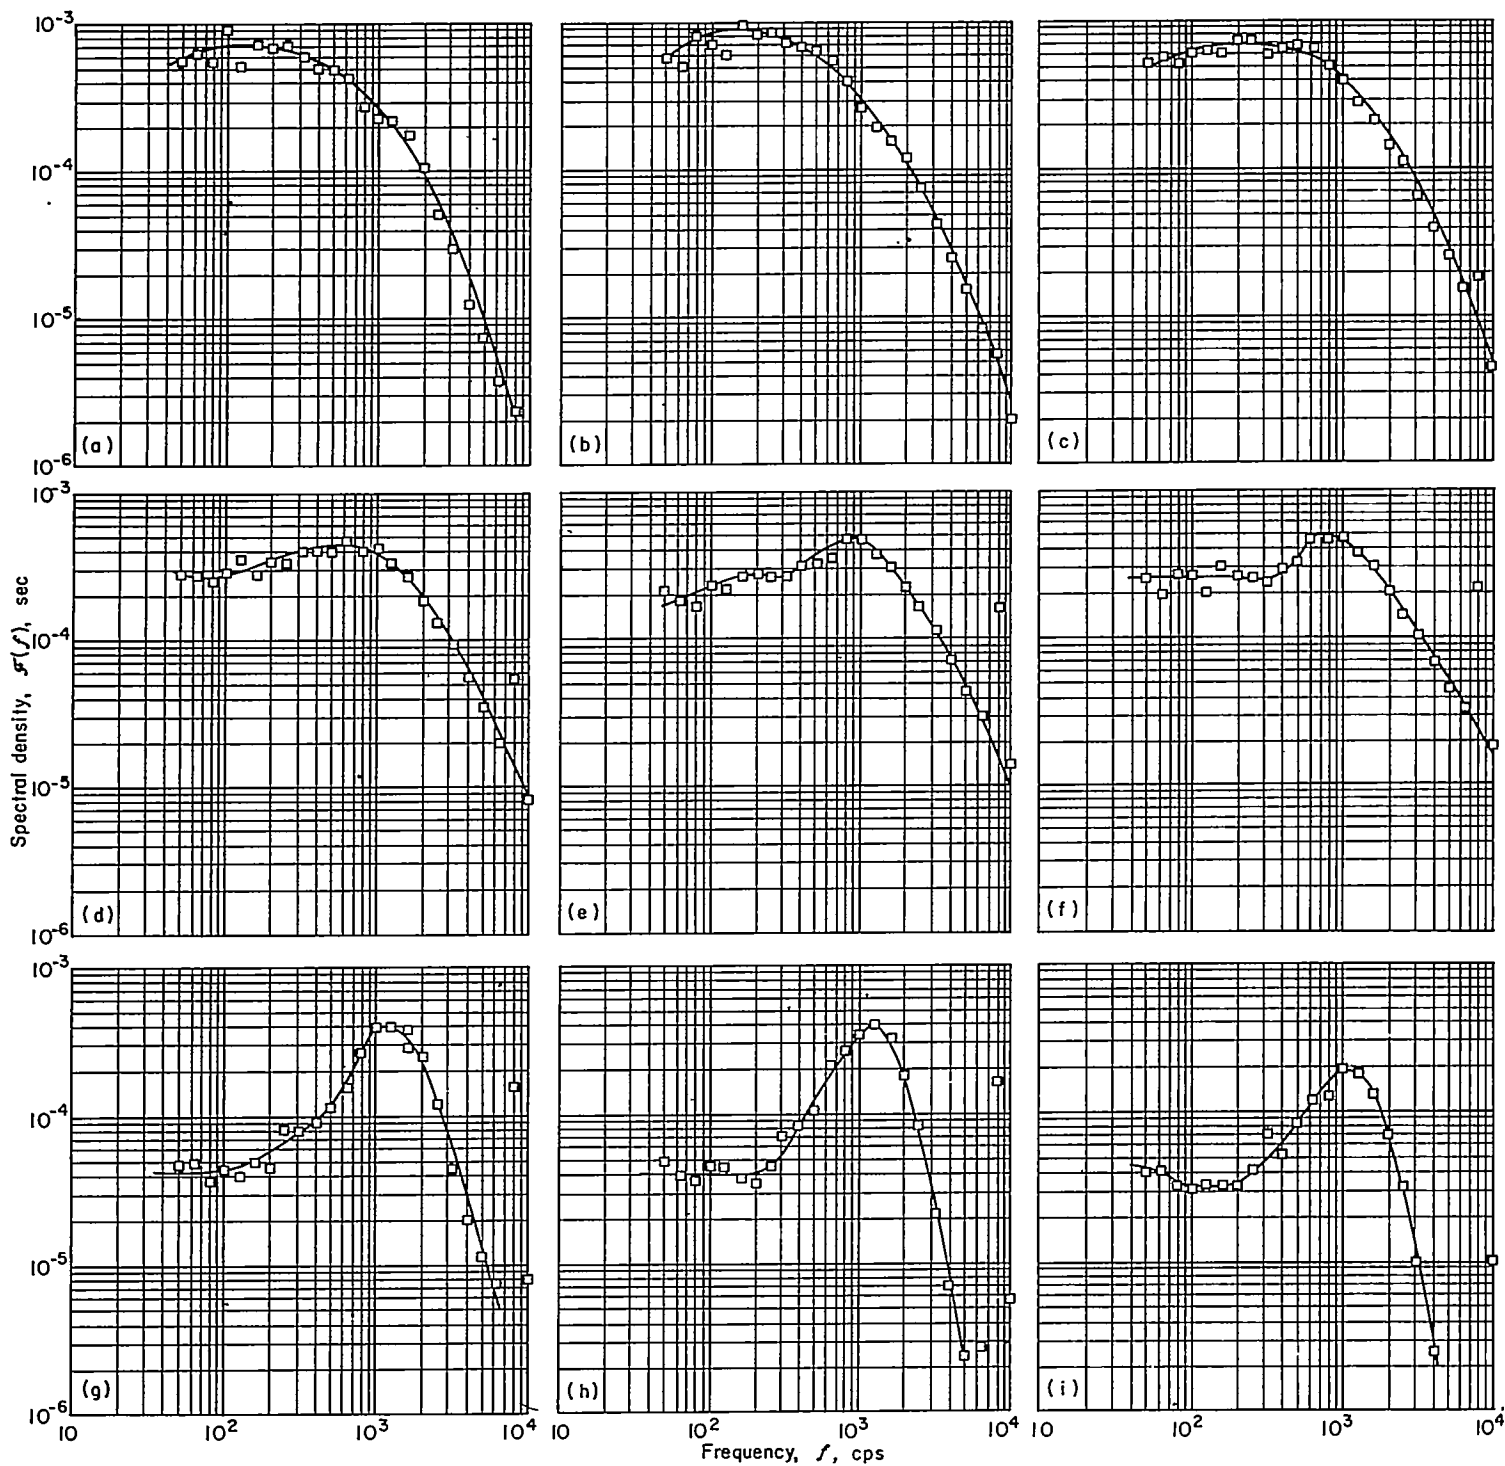 10⁻³
10⁻⁴
10⁻⁵
10⁻⁶
(a)
(b)
(c)
10⁻³
10⁻⁴
10⁻⁵
10⁻⁶
(d)
(e)
(f)
Spectral density, ℱ(f), sec
10⁻³
10⁻⁴
10⁻⁵
10⁻⁶
(g)
(h)
(i)
10 10² 10³ 10⁴ 10 10² 10³ 10⁴ 10 10² 10³ 10⁴
Frequency, f, cps